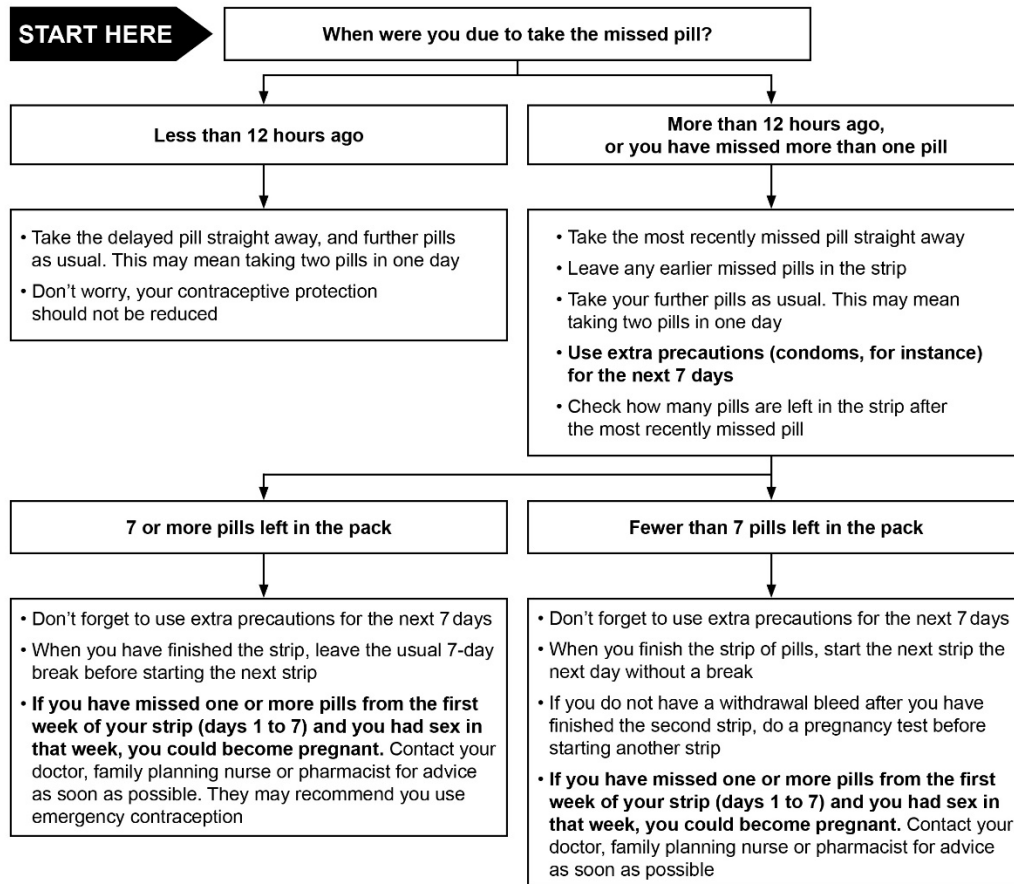 START HERE
When were you due to take the missed pill?
Less than 12 hours ago
More than 12 hours ago,
or you have missed more than one pill
• Take the delayed pill straight away, and further pills
as usual. This may mean taking two pills in one day
• Don’t worry, your contraceptive protection
should not be reduced
• Take the most recently missed pill straight away
• Leave any earlier missed pills in the strip
• Take your further pills as usual. This may mean
taking two pills in one day
• Use extra precautions (condoms, for instance)
for the next 7 days
• Check how many pills are left in the strip after
the most recently missed pill
7 or more pills left in the pack
Fewer than 7 pills left in the pack
• Don’t forget to use extra precautions for the next 7 days
• When you have finished the strip, leave the usual 7-day
break before starting the next strip
• If you have missed one or more pills from the first
week of your strip (days 1 to 7) and you had sex in
that week, you could become pregnant. Contact your
doctor, family planning nurse or pharmacist for advice
as soon as possible. They may recommend you use
emergency contraception
• Don’t forget to use extra precautions for the next 7 days
• When you finish the strip of pills, start the next strip the
next day without a break
• If you do not have a withdrawal bleed after you have
finished the second strip, do a pregnancy test before
starting another strip
• If you have missed one or more pills from the first
week of your strip (days 1 to 7) and you had sex in
that week, you could become pregnant. Contact your
doctor, family planning nurse or pharmacist for advice
as soon as possible